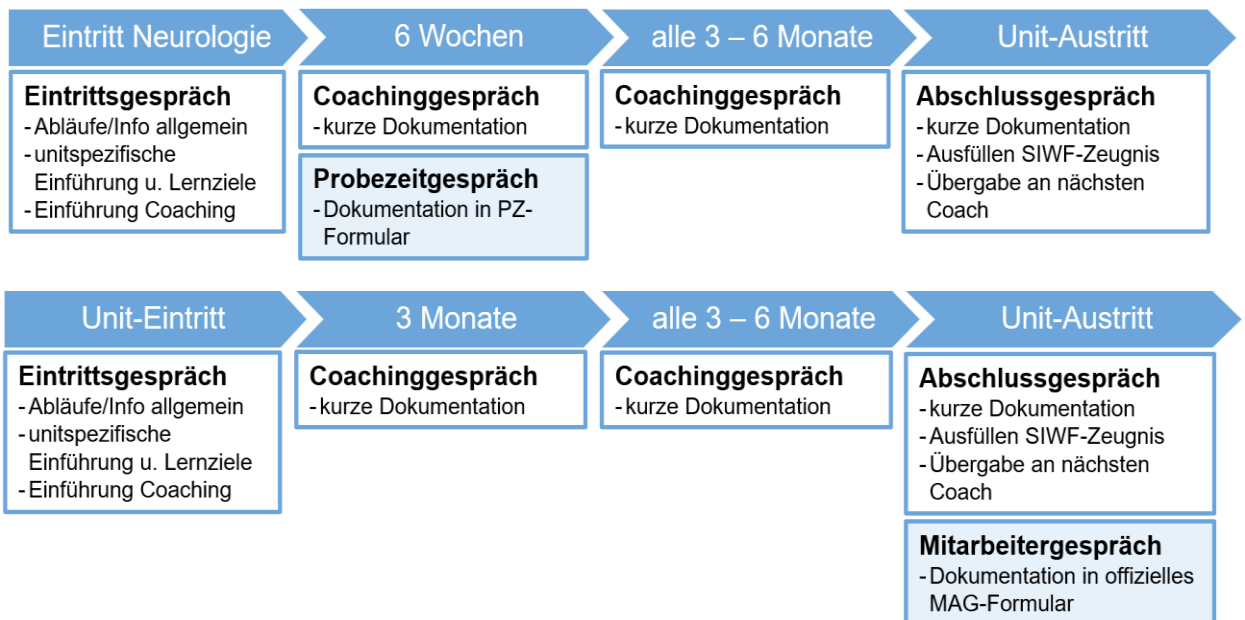 Eintritt Neurologie
6 Wochen
alle 3 – 6 Monate
Unit-Austritt
Eintrittsgespräch
-Abläufe/Info allgemein
-unitspezifische
Einführung u. Lernziele
-Einführung Coaching
Coachinggespräch
-kurze Dokumentation
Probezeitgespräch
-Dokumentation in PZ-
Formular
Coachinggespräch
-kurze Dokumentation
Abschlussgespräch
-kurze Dokumentation
-Ausfüllen SIWF-Zeugnis
-Übergabe an nächsten
Coach
Unit-Eintritt
3 Monate
alle 3 – 6 Monate
Unit-Austritt
Eintrittsgespräch
-Abläufe/Info allgemein
-unitspezifische
Einführung u. Lernziele
-Einführung Coaching
Coachinggespräch
-kurze Dokumentation
Coachinggespräch
-kurze Dokumentation
Abschlussgespräch
-kurze Dokumentation
-Ausfüllen SIWF-Zeugnis
-Übergabe an nächsten
Coach
Mitarbeitergespräch
-Dokumentation in offizielles
MAG-Formular